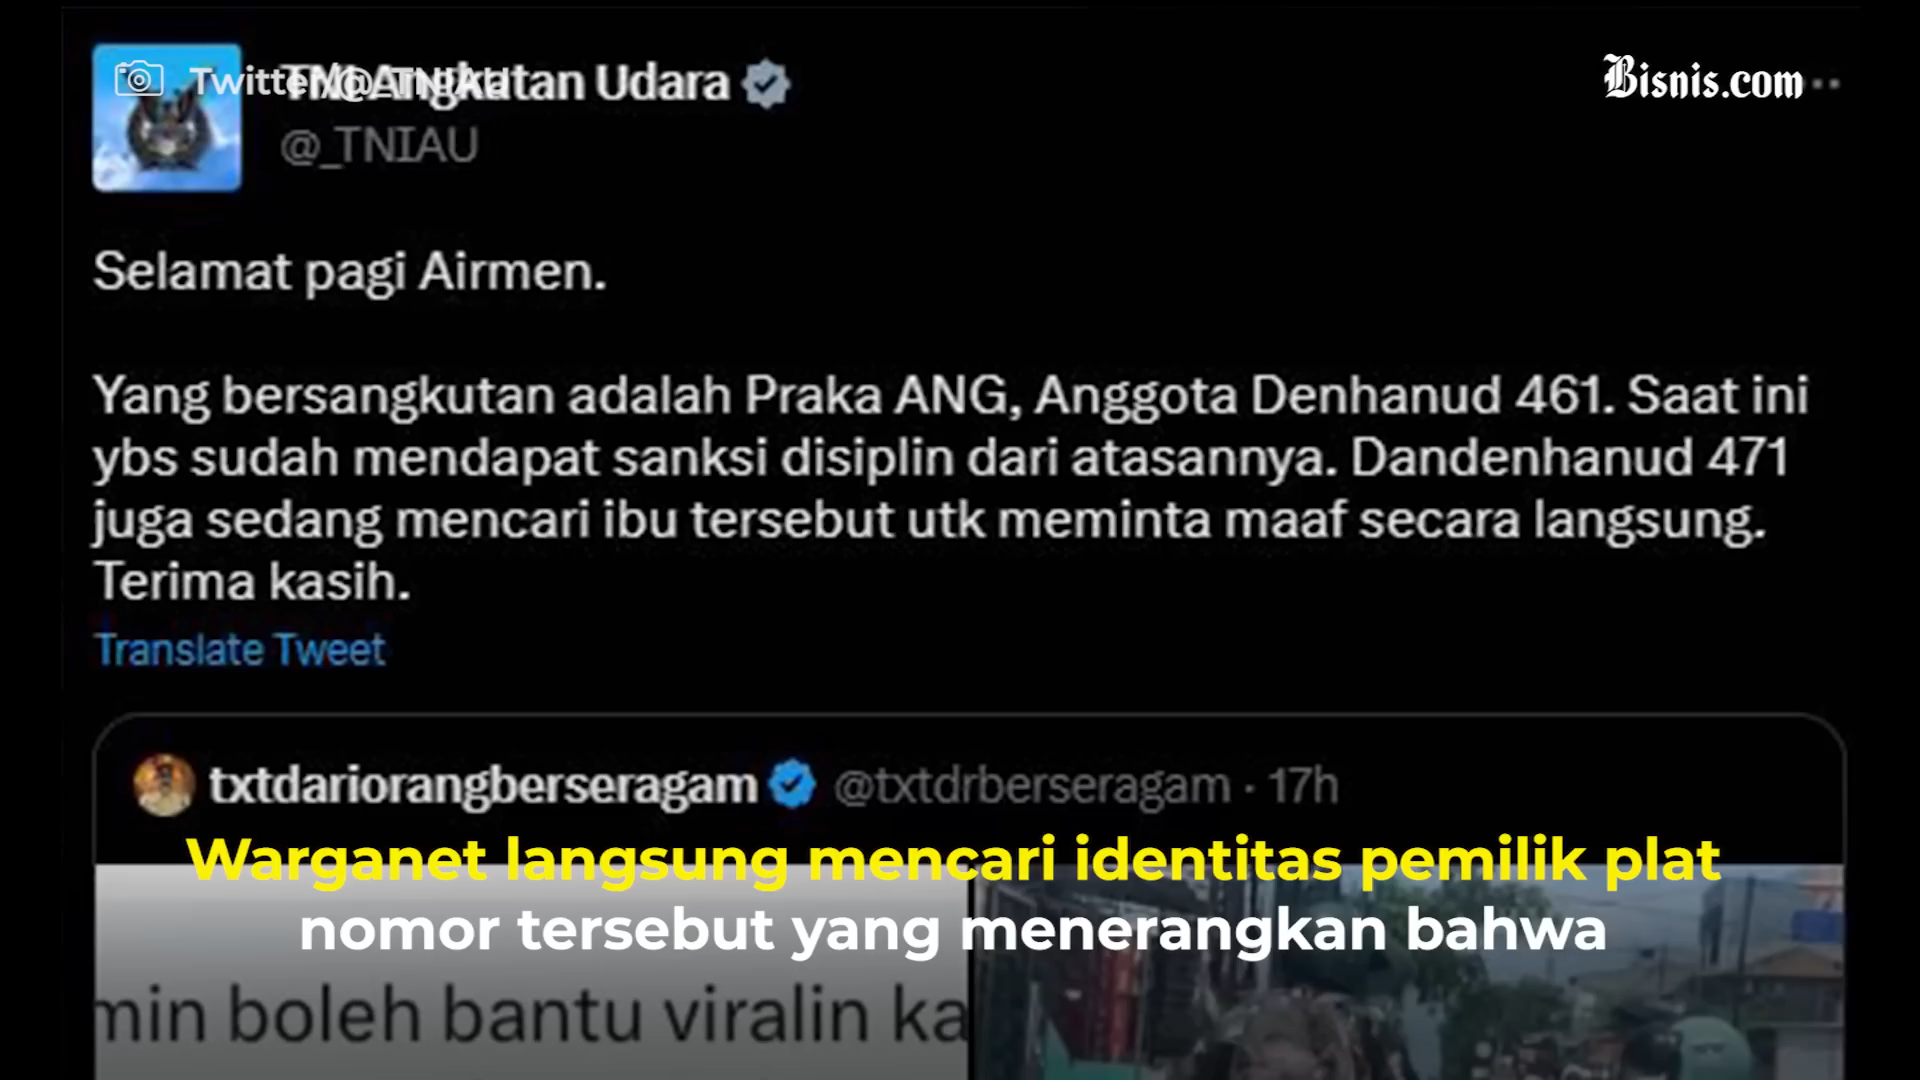 Twitter/@_TNIAU
TNI Angkatan Udara
Bisnis.com
@_TNIAU
Selamat pagi Airmen.
Yang bersangkutan adalah Praka ANG, Anggota Denhanud 461. Saat ini
ybs sudah mendapat sanksi disiplin dari atasannya. Dandenhanud 471
juga sedang mencari ibu tersebut utk meminta maaf secara langsung.
Terima kasih.
Translate Tweet
txtdariorangberseragam @txtdrberseragam · 17h
Warganet langsung mencari identitas pemilik plat
nomor tersebut yang menerangkan bahwa
min boleh bantu viralin ka